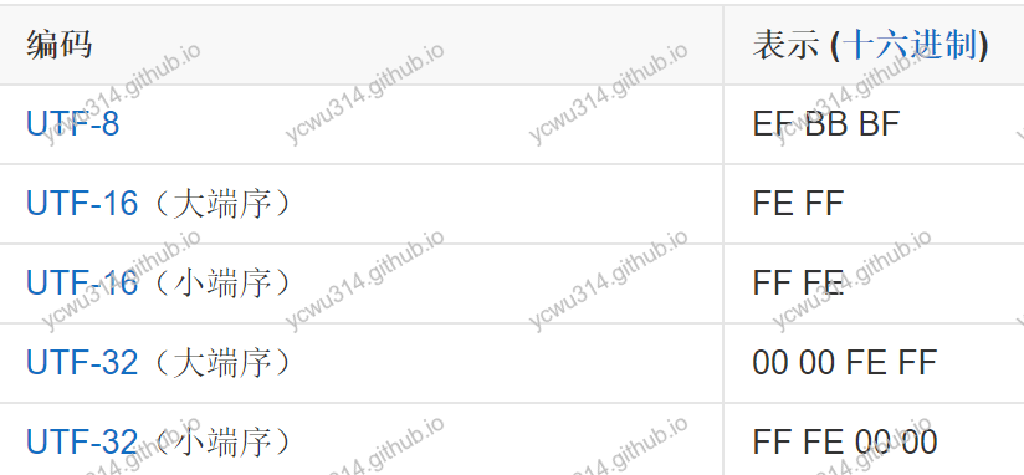 编码 表示 (十六进制)
UTF-8 EF BB BF
UTF-16（大端序） FE FF
UTF-16（小端序） FF FE
UTF-32（大端序） 00 00 FE FF
UTF-32（小端序） FF FE 00 00
ycwu314.github.io ycwu314.github.io ycwu314.github.io ycwu314.github.io
ycwu314.github.io ycwu314.github.io ycwu314.github.io ycwu314.github.io
ycwu314.github.io ycwu314.github.io ycwu314.github.io ycwu314.github.io